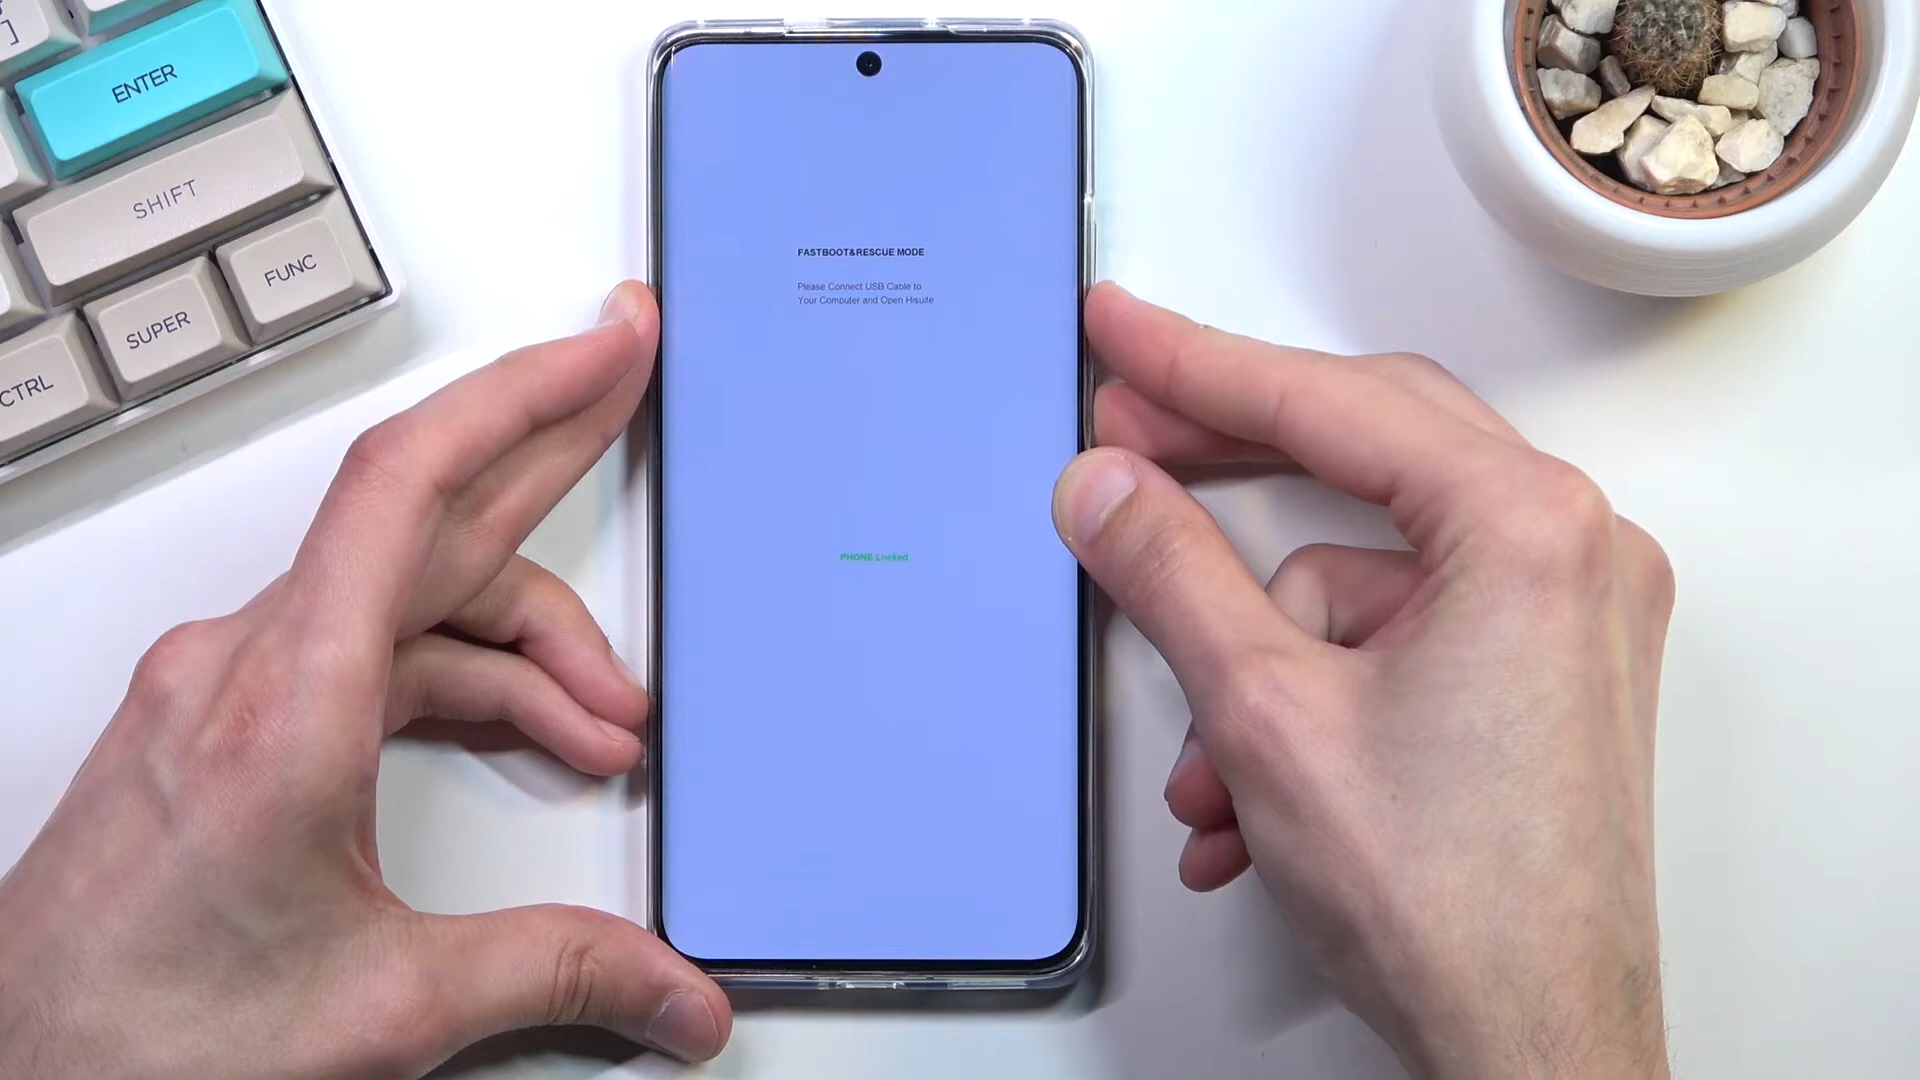 ]
ENTER
SHIFT
FUNC
SUPER
CTRL
FASTBOOT&RESCUE MODE
Please Connect USB Cable to
Your Computer and Open Hisuite
PHONE Locked